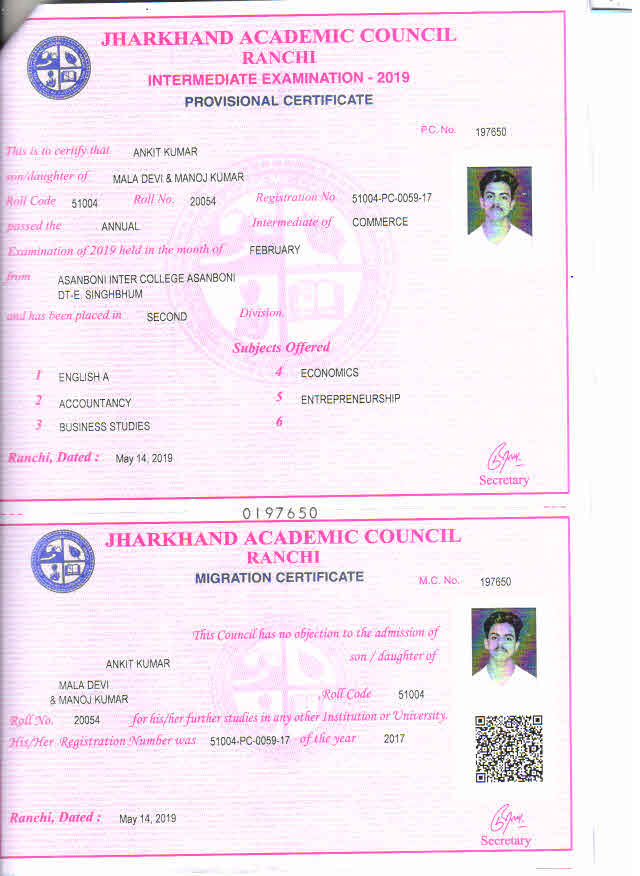 JHARKHAND ACADEMIC COUNCIL
RANCHI
INTERMEDIATE EXAMINATION - 2019
PROVISIONAL CERTIFICATE
P.C. No. 197650
This is to certify that ANKIT KUMAR
son/daughter of MALA DEVI & MANOJ KUMAR
Roll Code 51004 Roll No. 20054 Registration No 51004-PC-0059-17
passed the ANNUAL Intermediate of COMMERCE
Examination of 2019 held in the month of FEBRUARY
from ASANBONI INTER COLLEGE ASANBONI
DT-E. SINGHBHUM
and has been placed in SECOND Division.
Subjects Offered
1 ENGLISH A 4 ECONOMICS
2 ACCOUNTANCY 5 ENTREPRENEURSHIP
3 BUSINESS STUDIES 6
Ranchi, Dated : May 14, 2019
Secretary
0197650
JHARKHAND ACADEMIC COUNCIL
RANCHI
MIGRATION CERTIFICATE
M.C. No. 197650
This Council has no objection to the admission of
ANKIT KUMAR son / daughter of
MALA DEVI
& MANOJ KUMAR ,Roll Code 51004
Roll No. 20054 for his/her further studies in any other Institution or University.
His/Her Registration Number was 51004-PC-0059-17 of the year 2017
Ranchi, Dated : May 14, 2019
Secretary